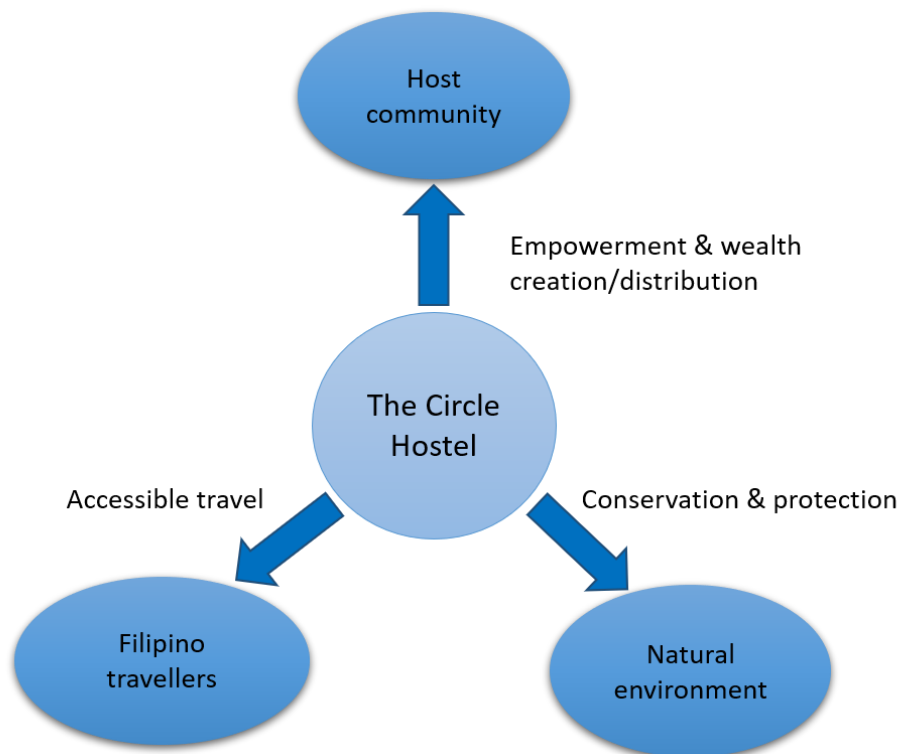 Host
community
Empowerment & wealth
creation/distribution
The Circle
Hostel
Accessible travel
Conservation & protection
Filipino
travellers
Natural
environment